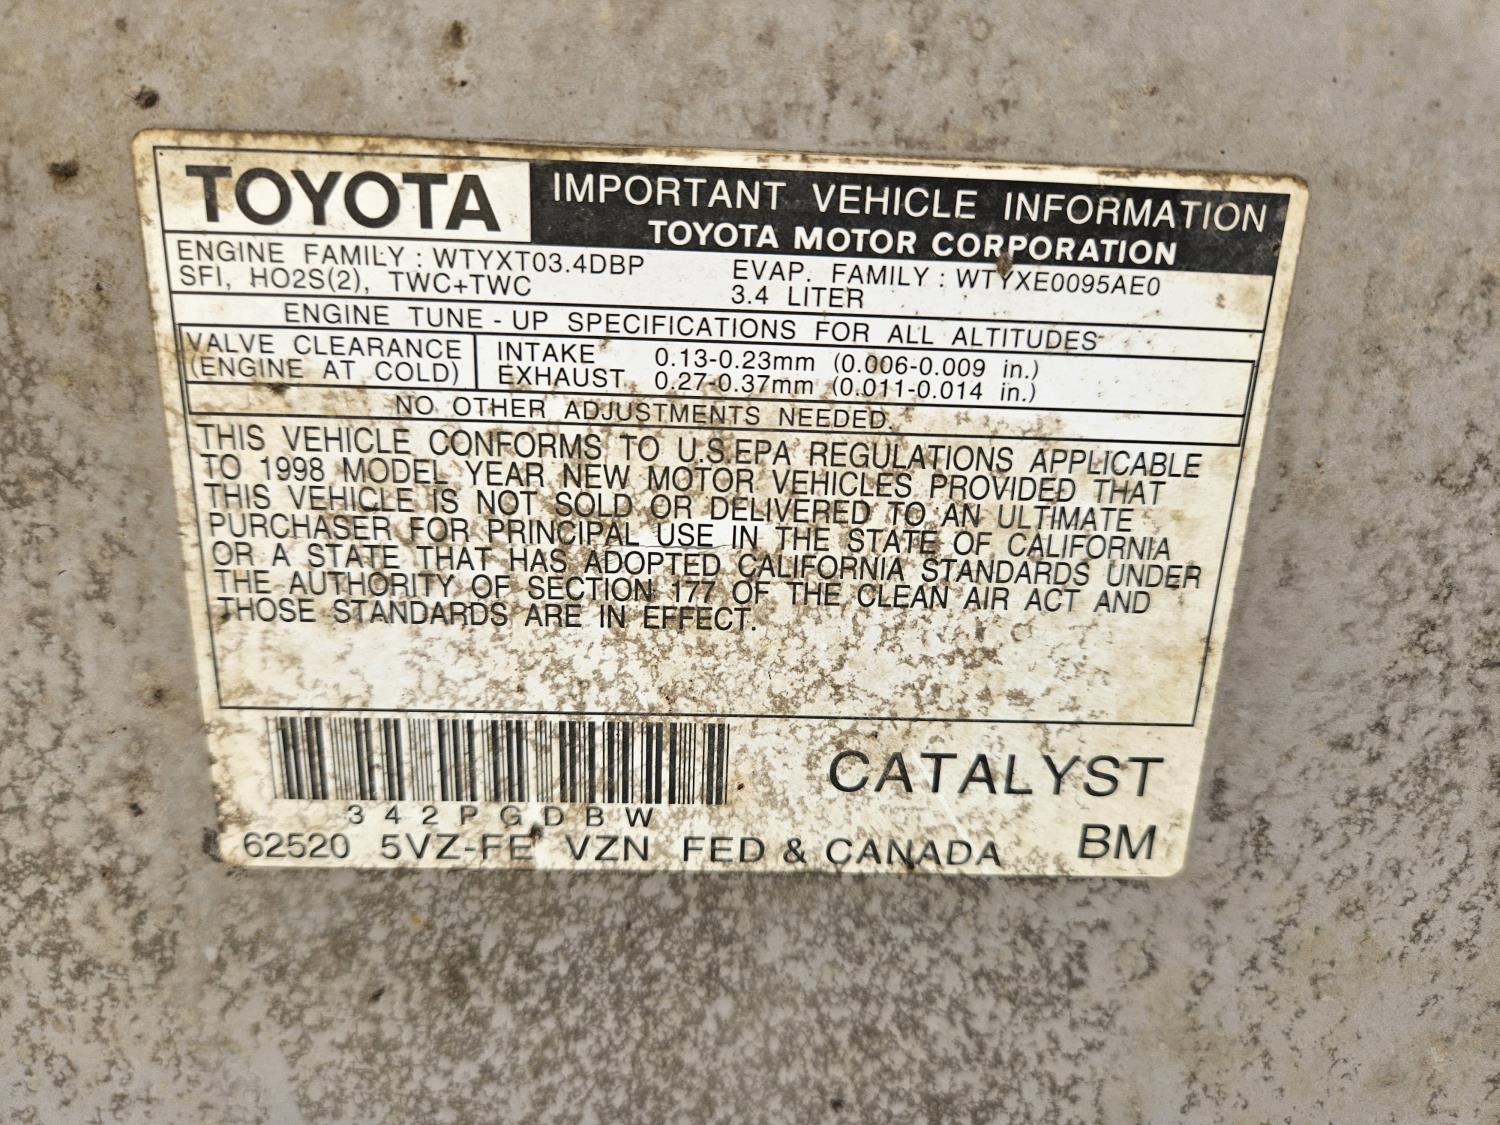 TOYOTA IMPORTANT VEHICLE INFORMATION
TOYOTA MOTOR CORPORATION
ENGINE FAMILY : WTYXT03.4DBP EVAP. FAMILY : WTYXE0095AE0
SFI, HO2S(2), TWC+TWC 3.4 LITER
ENGINE TUNE - UP SPECIFICATIONS FOR ALL ALTITUDES
VALVE CLEARANCE INTAKE 0.13-0.23mm (0.006-0.009 in.)
(ENGINE AT COLD) EXHAUST 0.27-0.37mm (0.011-0.014 in.)
NO OTHER ADJUSTMENTS NEEDED.
THIS VEHICLE CONFORMS TO U.S.EPA REGULATIONS APPLICABLE
TO 1998 MODEL YEAR NEW MOTOR VEHICLES PROVIDED THAT
THIS VEHICLE IS NOT SOLD OR DELIVERED TO AN ULTIMATE
PURCHASER FOR PRINCIPAL USE IN THE STATE OF CALIFORNIA
OR A STATE THAT HAS ADOPTED CALIFORNIA STANDARDS UNDER
THE AUTHORITY OF SECTION 177 OF THE CLEAN AIR ACT AND
THOSE STANDARDS ARE IN EFFECT.
CATALYST
342PGDBW
62520 5VZ-FE VZN FED & CANADA BM